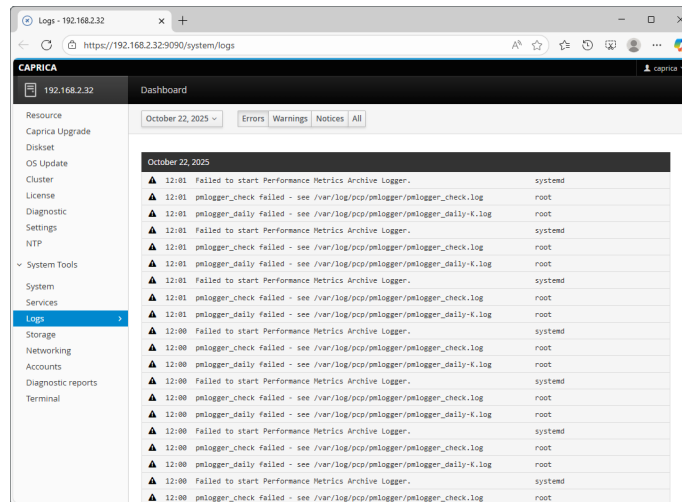 Logs - 192.168.2.32
https://192.168.2.32:9090/system/logs
CAPRICA
caprica
192.168.2.32
Dashboard
Resource
Caprica Upgrade
Diskset
OS Update
Cluster
License
Diagnostic
Settings
NTP
System Tools
System
Services
Logs
Storage
Networking
Accounts
Diagnostic reports
Terminal
October 22, 2025
Errors Warnings Notices All
October 22, 2025
12:01 Failed to start Performance Metrics Archive Logger. systemd
12:01 pmlogger_check failed - see /var/log/pcp/pmlogger/pmlogger_check.log root
12:01 pmlogger_daily failed - see /var/log/pcp/pmlogger/pmlogger_daily-K.log root
12:01 Failed to start Performance Metrics Archive Logger. systemd
12:01 pmlogger_check failed - see /var/log/pcp/pmlogger/pmlogger_check.log root
12:01 pmlogger_daily failed - see /var/log/pcp/pmlogger/pmlogger_daily-K.log root
12:01 Failed to start Performance Metrics Archive Logger. systemd
12:01 pmlogger_check failed - see /var/log/pcp/pmlogger/pmlogger_check.log root
12:01 pmlogger_daily failed - see /var/log/pcp/pmlogger/pmlogger_daily-K.log root
12:00 Failed to start Performance Metrics Archive Logger. systemd
12:00 pmlogger_check failed - see /var/log/pcp/pmlogger/pmlogger_check.log root
12:00 pmlogger_daily failed - see /var/log/pcp/pmlogger/pmlogger_daily-K.log root
12:00 Failed to start Performance Metrics Archive Logger. systemd
12:00 pmlogger_check failed - see /var/log/pcp/pmlogger/pmlogger_check.log root
12:00 pmlogger_daily failed - see /var/log/pcp/pmlogger/pmlogger_daily-K.log root
12:00 Failed to start Performance Metrics Archive Logger. systemd
12:00 pmlogger_check failed - see /var/log/pcp/pmlogger/pmlogger_check.log root
12:00 pmlogger_daily failed - see /var/log/pcp/pmlogger/pmlogger_daily-K.log root
12:00 Failed to start Performance Metrics Archive Logger. systemd
12:00 pmlogger_check failed - see /var/log/pcp/pmlogger/pmlogger_check.log root